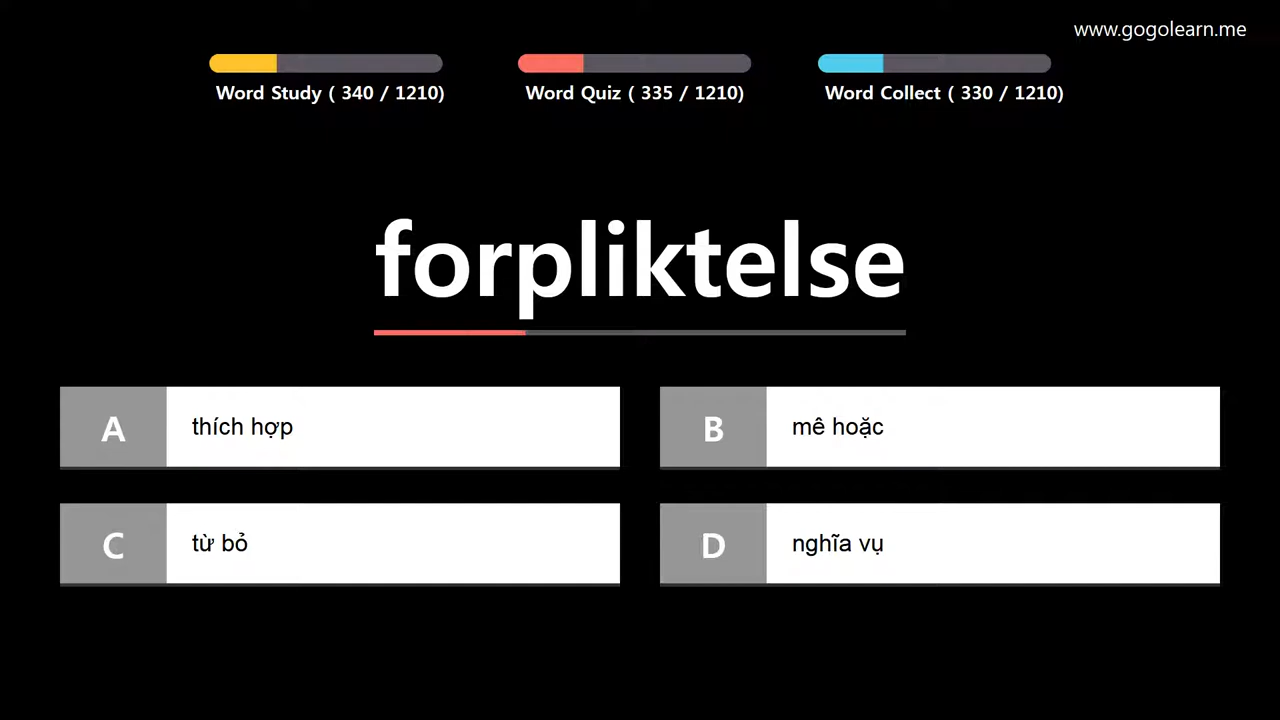 www.gogolearn.me
Word Study ( 340 / 1210)
Word Quiz ( 335 / 1210)
Word Collect ( 330 / 1210)
forpliktelse
A thích hợp
B mê hoặc
C từ bỏ
D nghĩa vụ